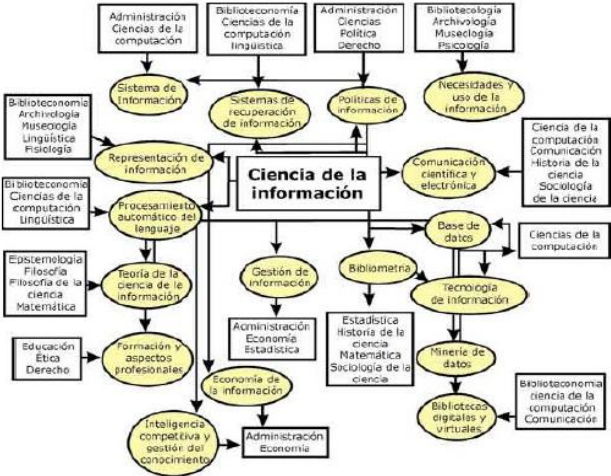 Administración
Ciencias de la
computación
Biblioteconomía
Ciencias de la
computación
lingüística
Administración
Ciencias
Política
Derecho
Bibliotecología
Archivología
Museclogía
Psicología
Sistema de
Información
Sistemas de
recuperación
de información
Políticas de
información
Necesidades y
uso de la
información
Biblioteconomía
Archivología
Museología
Lingüística
Fisiología
Representación de
información
Ciencia de la
información
Comunicación
científica y
electrónica
Ciencia de la
computación
Comunicación
Historia de la
ciencia
Sociología
de la ciencia
Biblioteconomía
Ciencias de la
computación
Lingüística
Procesamiento
automático del
lenguaje
Base de
datos
Ciencias de la
computación
Epistemología
Filosofía
Filosofía de la
ciencia
Matemática
Teoría de la
ciencia de la
información
Gestión de
información
Bibliometría
Tecnología
de información
Administración
Economía
Estadística
Estadística
Historia de la
ciencia
Matemática
Sociología de la
ciencia
Educación
Ética
Derecho
Formación y
aspectos
profesionales
Minería de
datos
Economía de
la información
Biblioteconomia
ciencia de la
computación
Comunicación
Bibliotecas
digitales y
virtuales
Inteligencia
competitiva y
gestión del
conocimiento
Administración
Economía